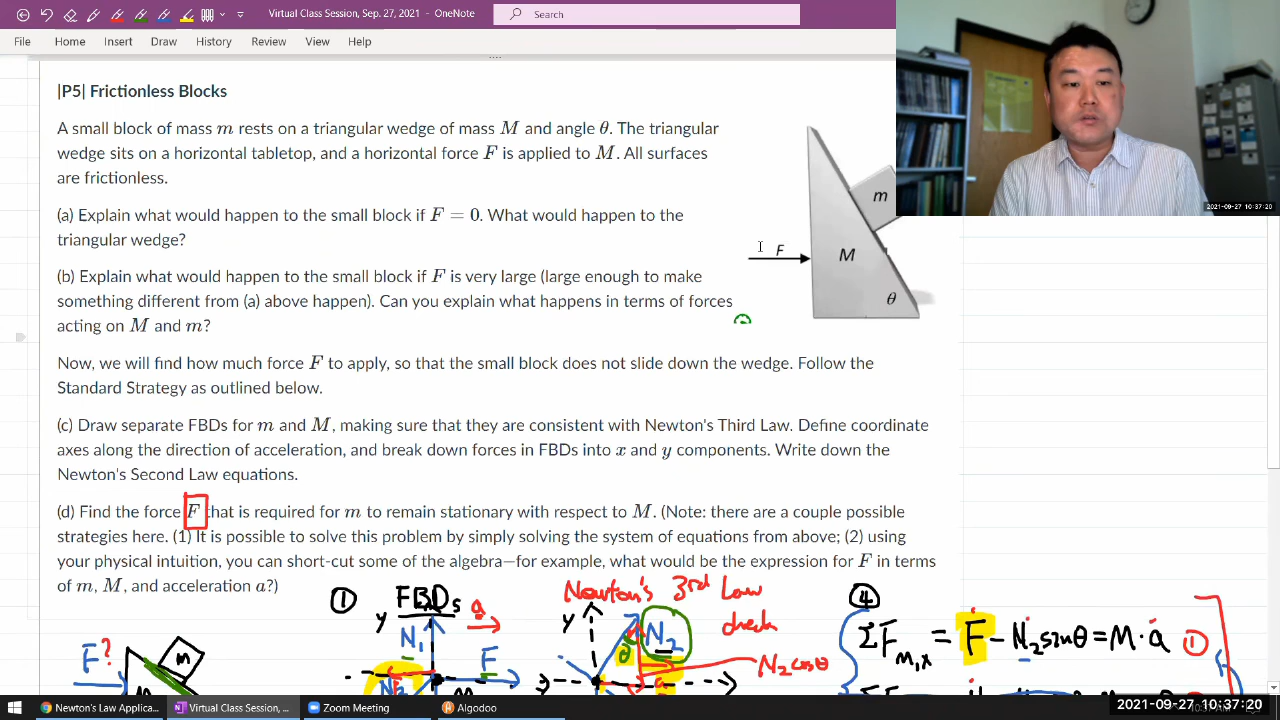 Virtual Class Session, Sep. 27, 2021 - OneNote
Search
File Home Insert Draw History Review View Help
|P5| Frictionless Blocks
A small block of mass m rests on a triangular wedge of mass M and angle θ. The triangular
wedge sits on a horizontal tabletop, and a horizontal force F is applied to M. All surfaces
are frictionless.
(a) Explain what would happen to the small block if F = 0. What would happen to the
triangular wedge?
(b) Explain what would happen to the small block if F is very large (large enough to make
something different from (a) above happen). Can you explain what happens in terms of forces
acting on M and m?
m
F
M
θ
Now, we will find how much force F to apply, so that the small block does not slide down the wedge. Follow the
Standard Strategy as outlined below.
(c) Draw separate FBDs for m and M, making sure that they are consistent with Newton's Third Law. Define coordinate
axes along the direction of acceleration, and break down forces in FBDs into x and y components. Write down the
Newton's Second Law equations.
(d) Find the force F that is required for m to remain stationary with respect to M. (Note: there are a couple possible
strategies here. (1) It is possible to solve this problem by simply solving the system of equations from above; (2) using
your physical intuition, you can short-cut some of the algebra—for example, what would be the expression for F in terms
of m, M, and acceleration a?)
① FBDs
Newton's 3rd Law
check
y
N₁
a
F
y
N₂
θ
N₂cosθ
F?
m
④
ΣF_M,x = F - N₂sinθ = M·a ①
2021-09-27 10:37:20
Newton's Law Applica...
Virtual Class Session, ...
Zoom Meeting
Algodoo
2021-09-27 10:37:20